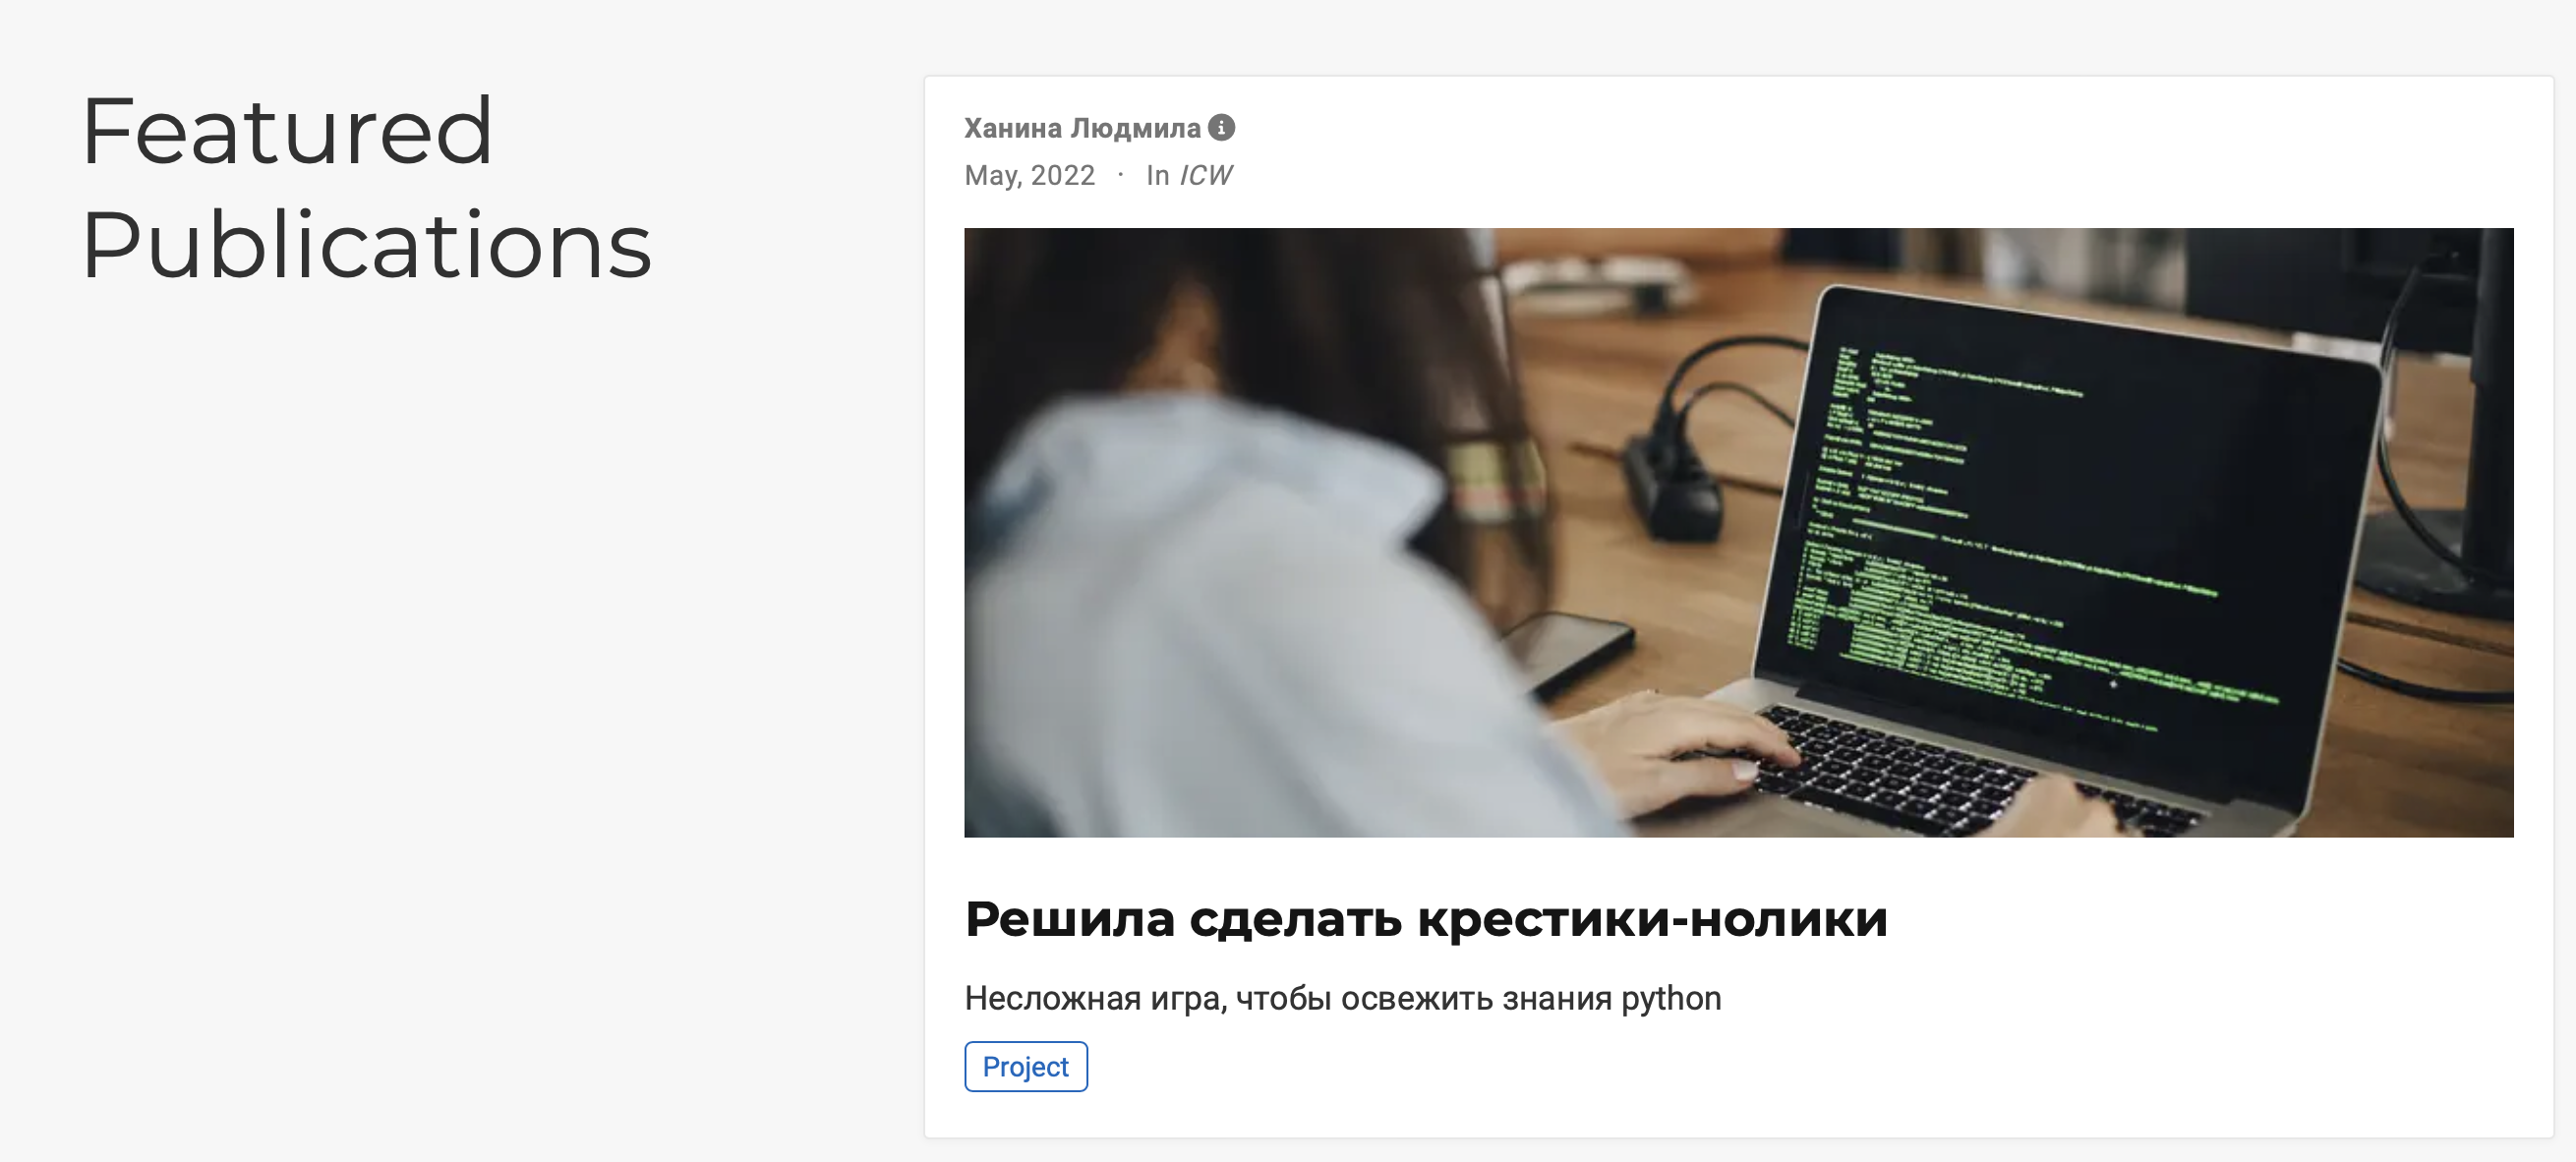 Featured
Publications
Ханина Людмила
May, 2022 · In ICW
Решила сделать крестики-нолики
Несложная игра, чтобы освежить знания python
Project